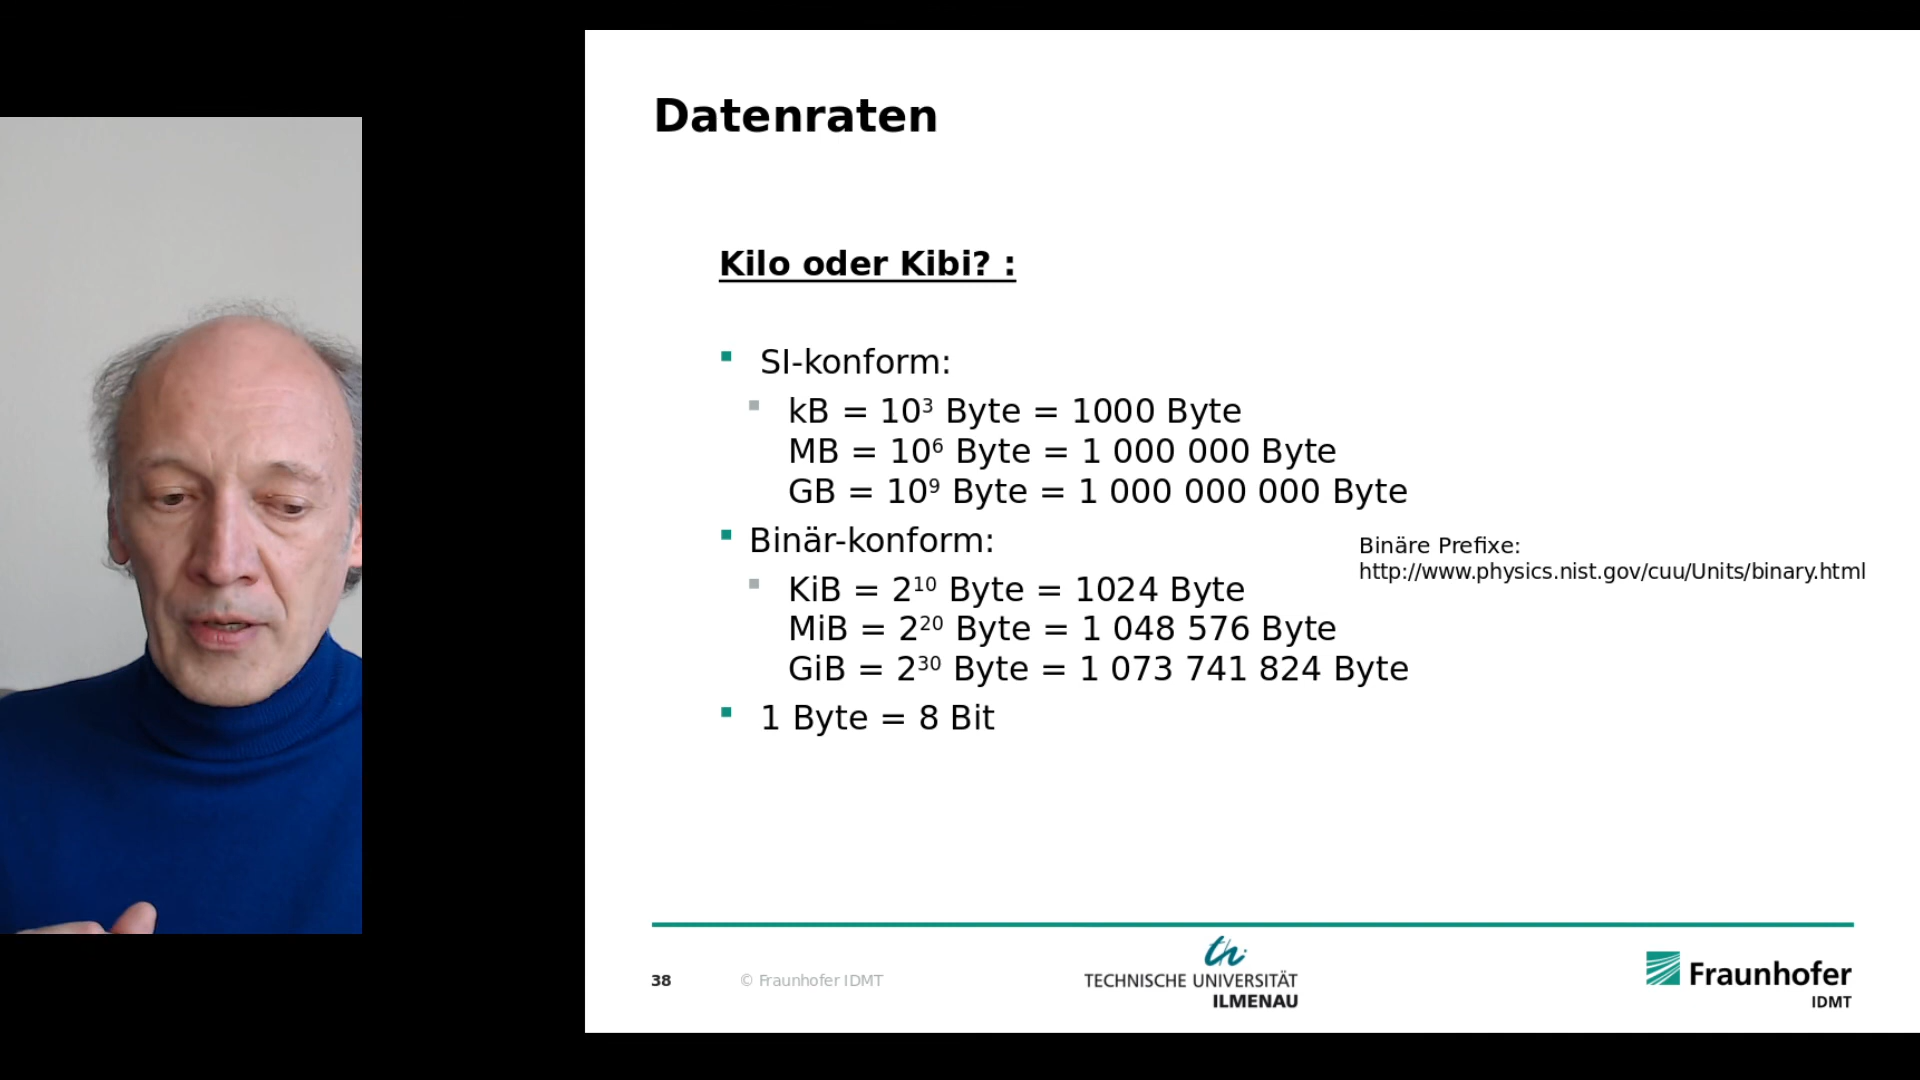 Datenraten
Kilo oder Kibi? :
SI-konform:
kB = 10³ Byte = 1000 Byte
MB = 10⁶ Byte = 1 000 000 Byte
GB = 10⁹ Byte = 1 000 000 000 Byte
Binär-konform:
KiB = 2¹⁰ Byte = 1024 Byte
MiB = 2²⁰ Byte = 1 048 576 Byte
GiB = 2³⁰ Byte = 1 073 741 824 Byte
1 Byte = 8 Bit
Binäre Prefixe:
http://www.physics.nist.gov/cuu/Units/binary.html
38
© Fraunhofer IDMT
th
TECHNISCHE UNIVERSITÄT
ILMENAU
Fraunhofer
IDMT